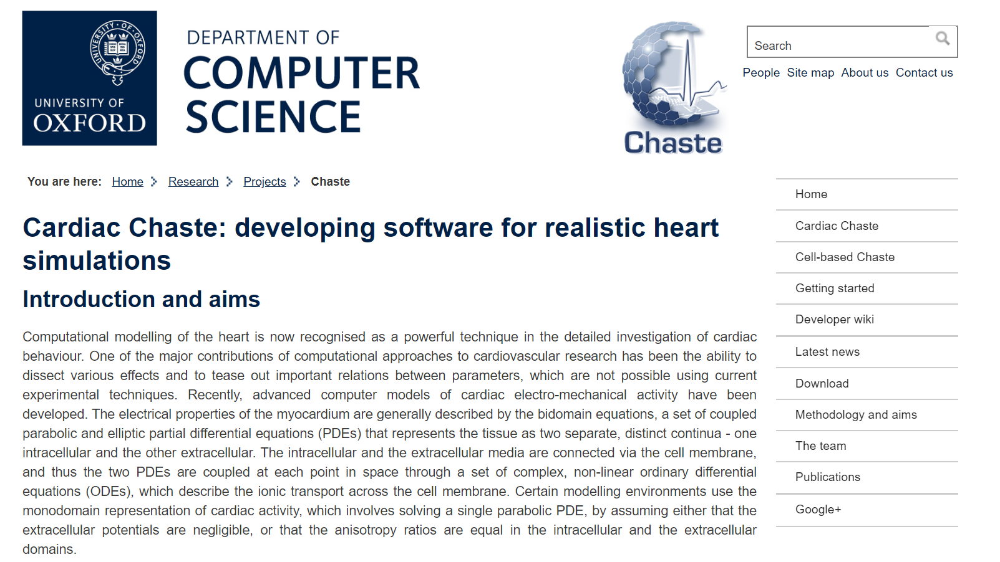 UNIVERSITY OF
OXFORD
UNIVERSITY·OF·OXFORD
DEPARTMENT OF
COMPUTER
SCIENCE
Chaste
Search
People Site map About us Contact us
You are here: Home Research Projects Chaste
Cardiac Chaste: developing software for realistic heart
simulations
Introduction and aims
Computational modelling of the heart is now recognised as a powerful technique in the detailed investigation of cardiac
behaviour. One of the major contributions of computational approaches to cardiovascular research has been the ability to
dissect various effects and to tease out important relations between parameters, which are not possible using current
experimental techniques. Recently, advanced computer models of cardiac electro-mechanical activity have been
developed. The electrical properties of the myocardium are generally described by the bidomain equations, a set of coupled
parabolic and elliptic partial differential equations (PDEs) that represents the tissue as two separate, distinct continua - one
intracellular and the other extracellular. The intracellular and the extracellular media are connected via the cell membrane,
and thus the two PDEs are coupled at each point in space through a set of complex, non-linear ordinary differential
equations (ODEs), which describe the ionic transport across the cell membrane. Certain modelling environments use the
monodomain representation of cardiac activity, which involves solving a single parabolic PDE, by assuming either that the
extracellular potentials are negligible, or that the anisotropy ratios are equal in the intracellular and the extracellular
domains.
Home
Cardiac Chaste
Cell-based Chaste
Getting started
Developer wiki
Latest news
Download
Methodology and aims
The team
Publications
Google+